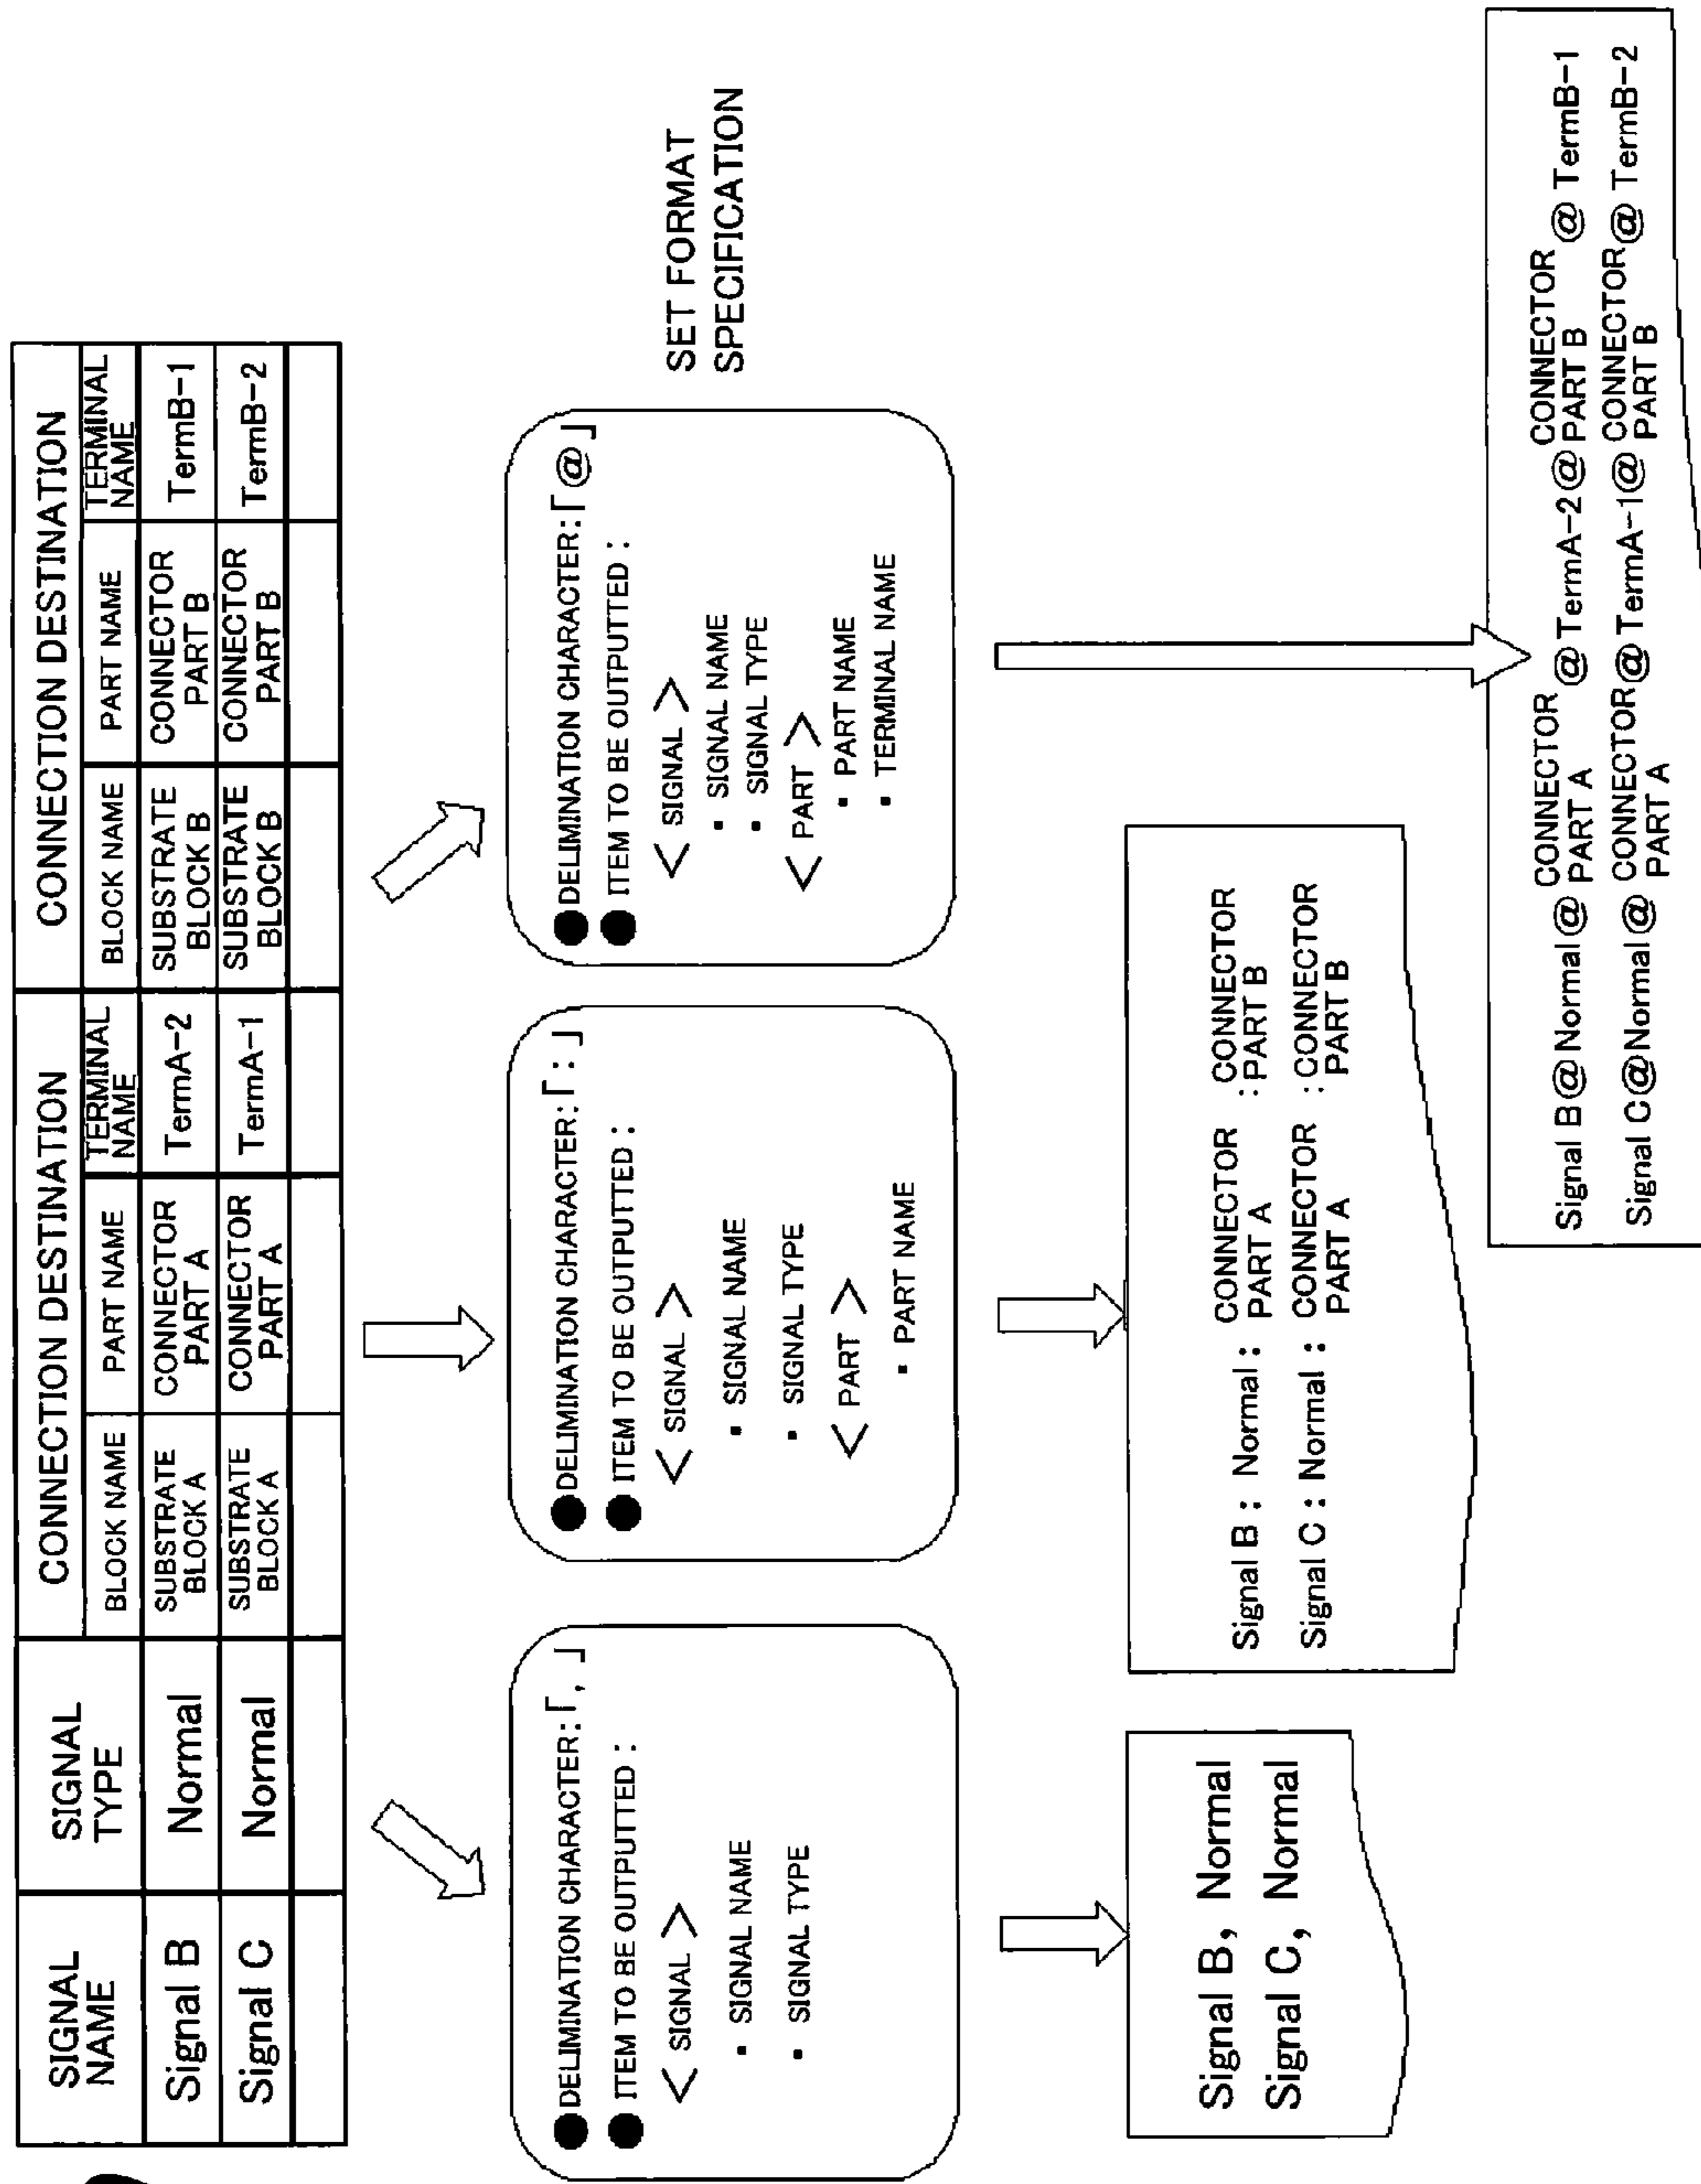 SIGNAL NAME | SIGNAL TYPE | CONNECTION DESTINATION | CONNECTION DESTINATION
BLOCK NAME | PART NAME | TERMINAL NAME | BLOCK NAME | PART NAME | TERMINAL NAME
Signal B | Normal | SUBSTRATE BLOCK A | CONNECTOR PART A | TermA-2 | SUBSTRATE BLOCK B | CONNECTOR PART B | TermB-1
Signal C | Normal | SUBSTRATE BLOCK A | CONNECTOR PART A | TermA-1 | SUBSTRATE BLOCK B | CONNECTOR PART B | TermB-2
●DELIMINATION CHARACTER:「,」
●ITEM TO BE OUTPUTTED :
< SIGNAL >
・SIGNAL NAME
・SIGNAL TYPE
●DELIMINATION CHARACTER:「:」
●ITEM TO BE OUTPUTTED :
< SIGNAL >
・SIGNAL NAME
・SIGNAL TYPE
< PART >
・PART NAME
●DELIMINATION CHARACTER:「@」
●ITEM TO BE OUTPUTTED :
< SIGNAL >
・SIGNAL NAME
・SIGNAL TYPE
< PART >
・PART NAME
・TERMINAL NAME
SET FORMAT
SPECIFICATION
Signal B, Normal
Signal C, Normal
Signal B : Normal : CONNECTOR PART A : CONNECTOR PART B
Signal C : Normal : CONNECTOR PART A : CONNECTOR PART B
Signal B@Normal@CONNECTOR PART A @TermA-2@CONNECTOR PART B @TermB-1
Signal C@Normal@CONNECTOR PART A @TermA-1@CONNECTOR PART B @TermB-2